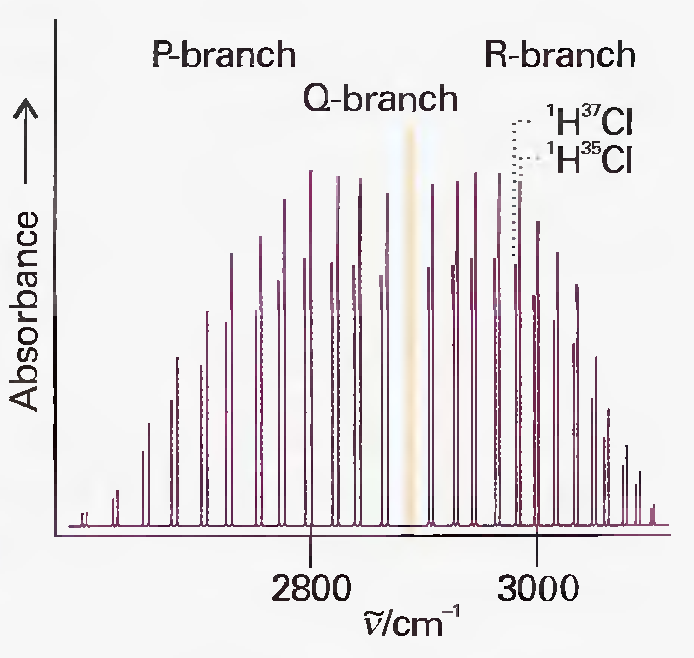 P-branch
R-branch
Q-branch
¹H³⁷Cl
¹H³⁵Cl
Absorbance
2800
3000
ṽ/cm⁻¹